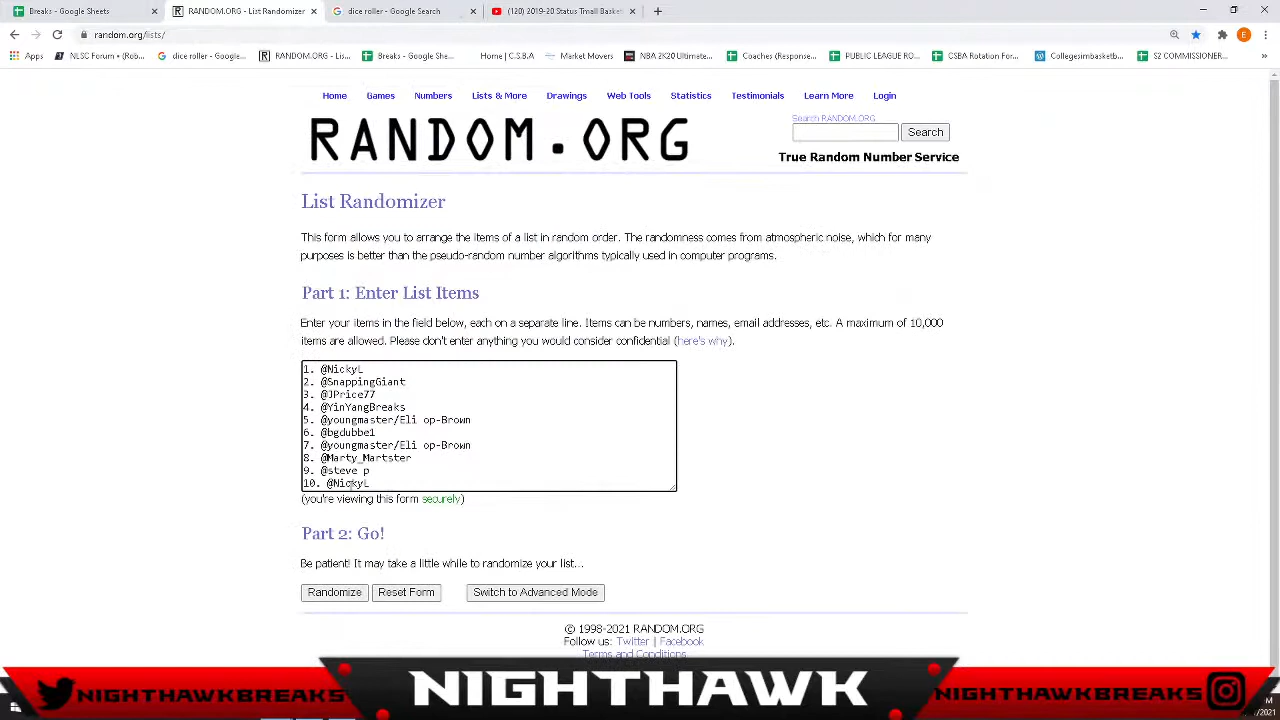 Breaks - Google Sheets
RANDOM.ORG - List Randomizer
dice roller - Google Search
(120) 2019-20 Status Tmall Basket
random.org/lists/
Apps
NLSC Forum • (Rob...
dice roller - Google...
RANDOM.ORG - Lis...
Breaks - Google She...
Home | C.S.B.A
Market Movers
NBA 2K20 Ultimate...
Coaches (Response...
PUBLIC LEAGUE RO...
CSBA Rotation For...
Collegesimbasketb...
S2 COMMISSIONER...
Home
Games
Numbers
Lists & More
Drawings
Web Tools
Statistics
Testimonials
Learn More
Login
RANDOM.ORG
Search RANDOM.ORG
Search
True Random Number Service
List Randomizer
This form allows you to arrange the items of a list in random order. The randomness comes from atmospheric noise, which for many
purposes is better than the pseudo-random number algorithms typically used in computer programs.
Part 1: Enter List Items
Enter your items in the field below, each on a separate line. Items can be numbers, names, email addresses, etc. A maximum of 10,000
items are allowed. Please don't enter anything you would consider confidential (here's why).
1. @NickyL
2. @SnappingGiant
3. @JPrice77
4. @YinYangBreaks
5. @youngmaster/Eli op-Brown
6. @bgdubbe1
7. @youngmaster/Eli op-Brown
8. @Marty_Martster
9. @steve p
10. @NickyL
(you're viewing this form securely)
Part 2: Go!
Be patient! It may take a little while to randomize your list...
Randomize
Reset Form
Switch to Advanced Mode
© 1998-2021 RANDOM.ORG
Follow us: Twitter | Facebook
Terms and Conditions
NIGHTHAWKBREAKS
NIGHTHAWK
NIGHTHAWKBREAKS